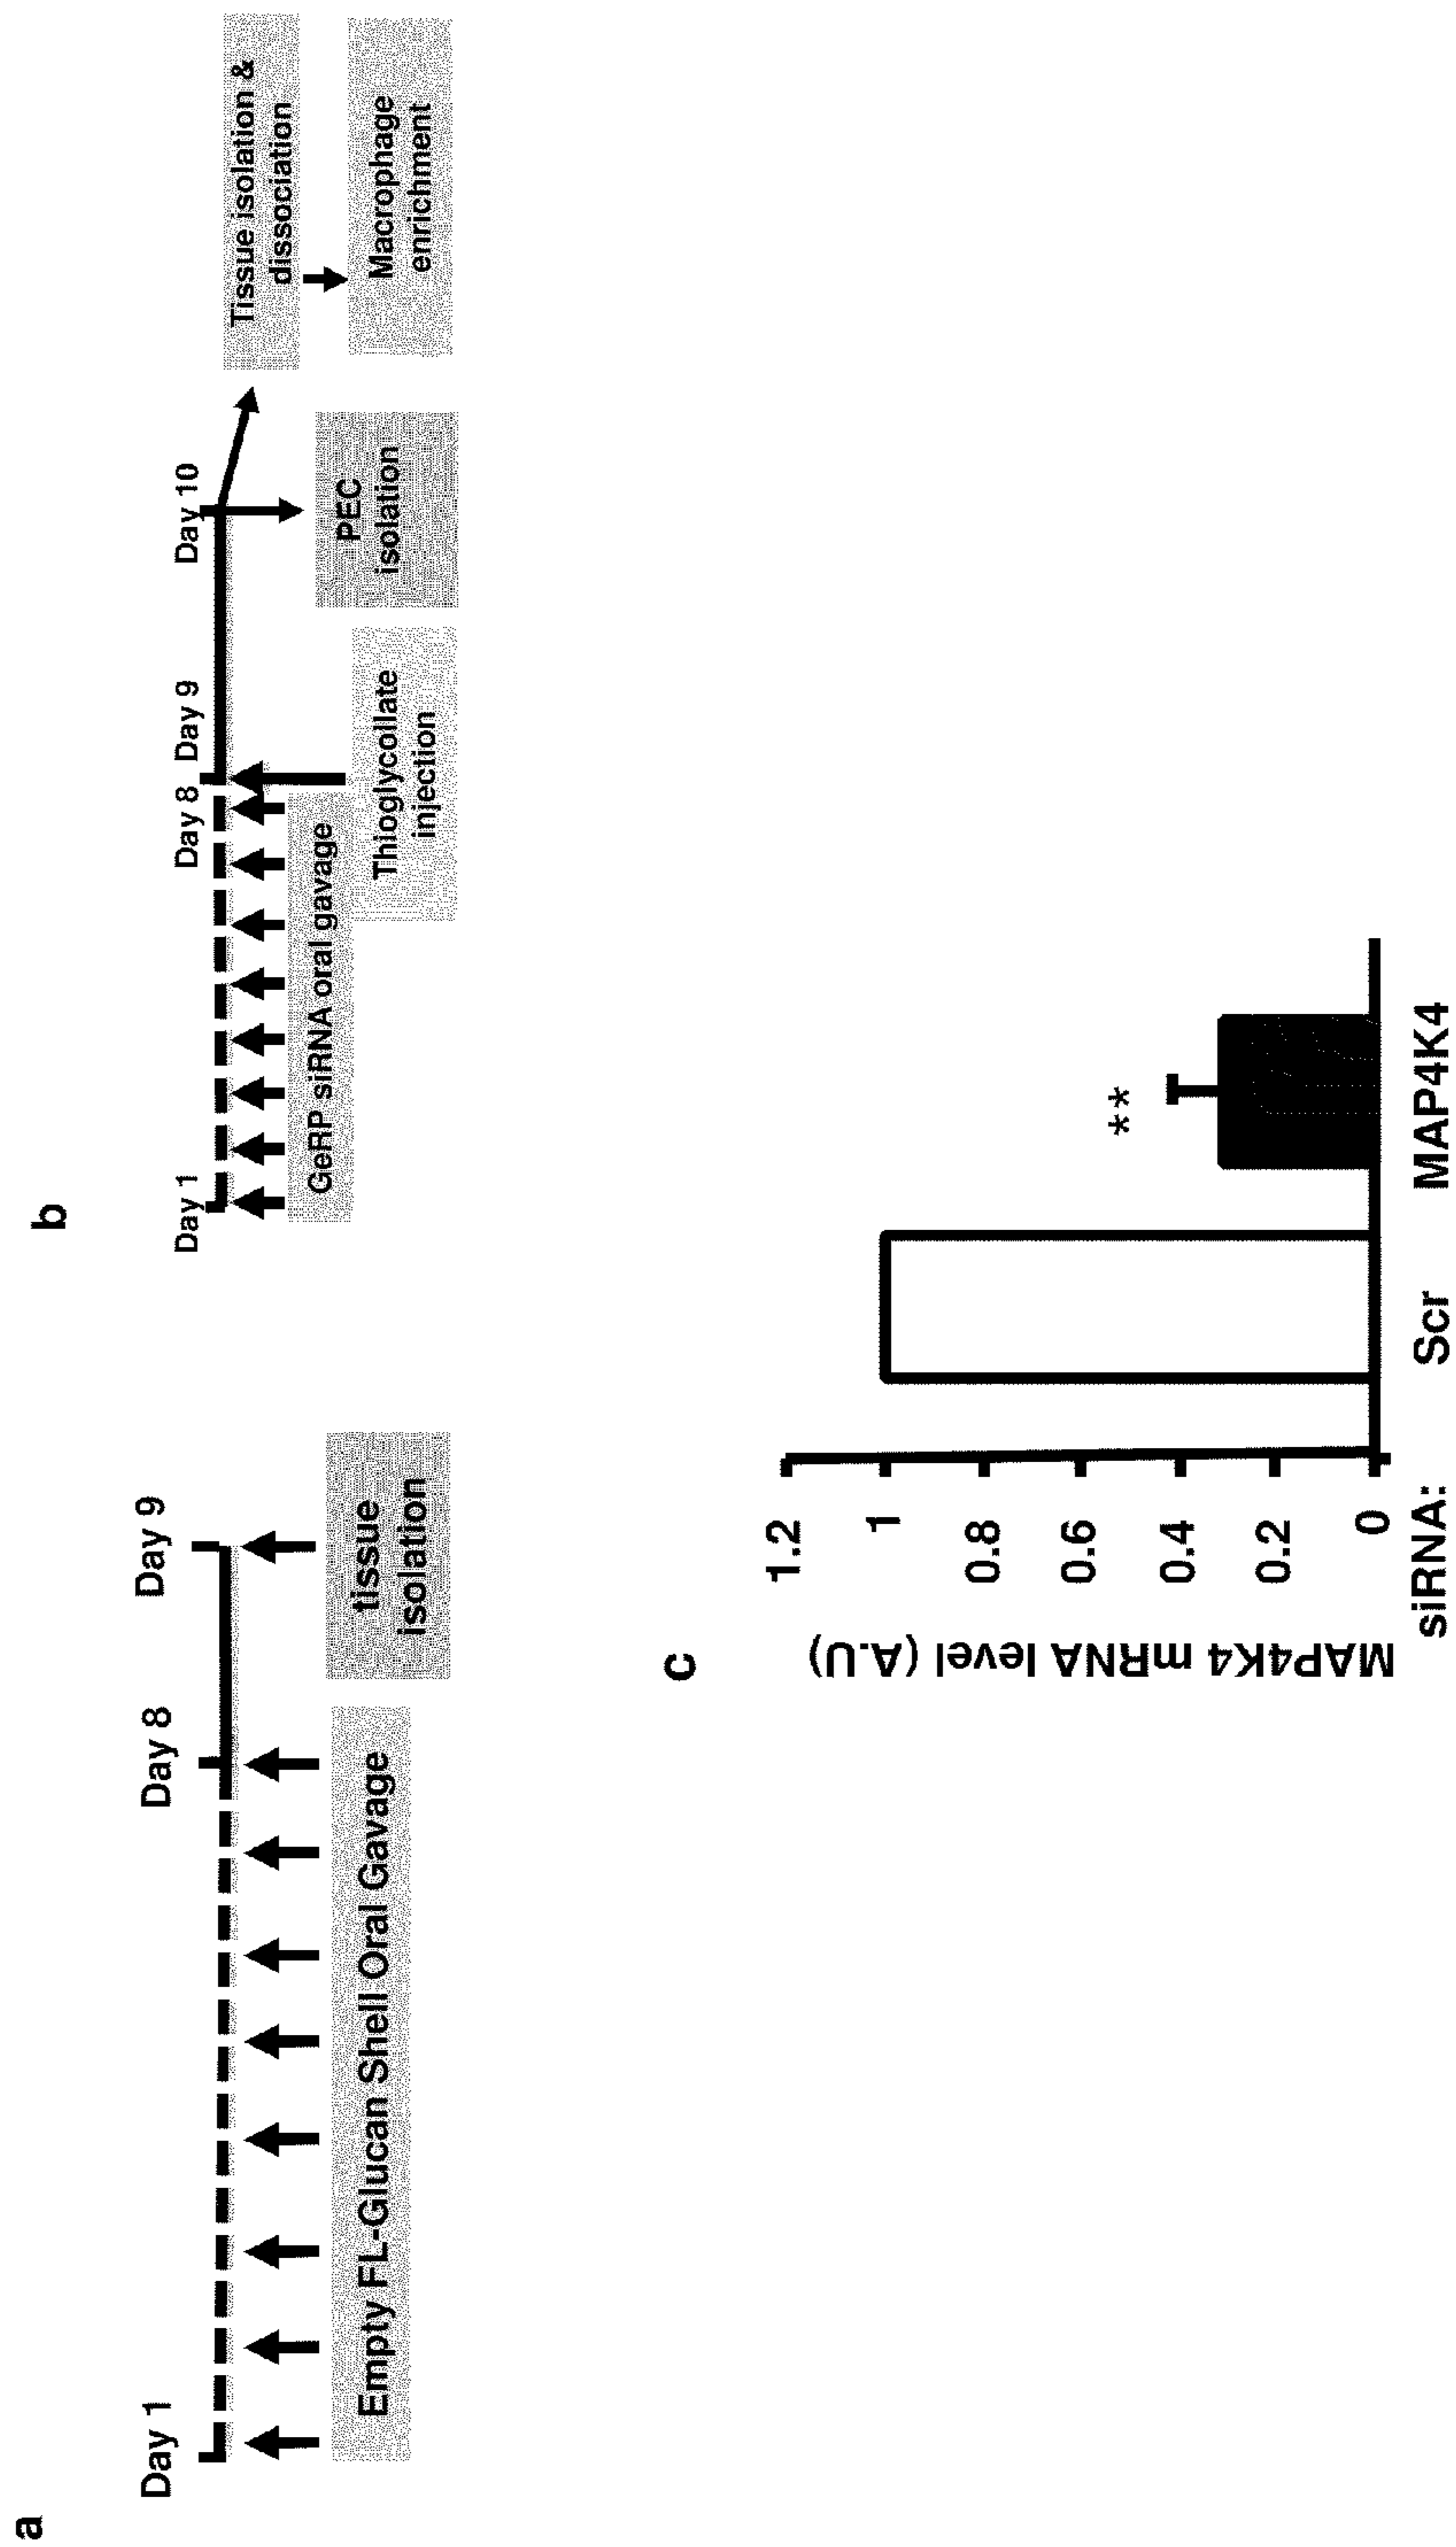 a
Day 1
Day 8
Day 9
Empty FL-Glucan Shell Oral Gavage
tissue
isolation
b
Day 1
Day 8
Day 9
Day 10
GeRP siRNA oral gavage
Thioglycollate
injection
PEC
isolation
Tissue isolation &
dissociation
Macrophage
enrichment
c
MAP4K4 mRNA level (A.U)
1.2
1
0.8
0.6
0.4
0.2
0
**
siRNA:
Scr
MAP4K4